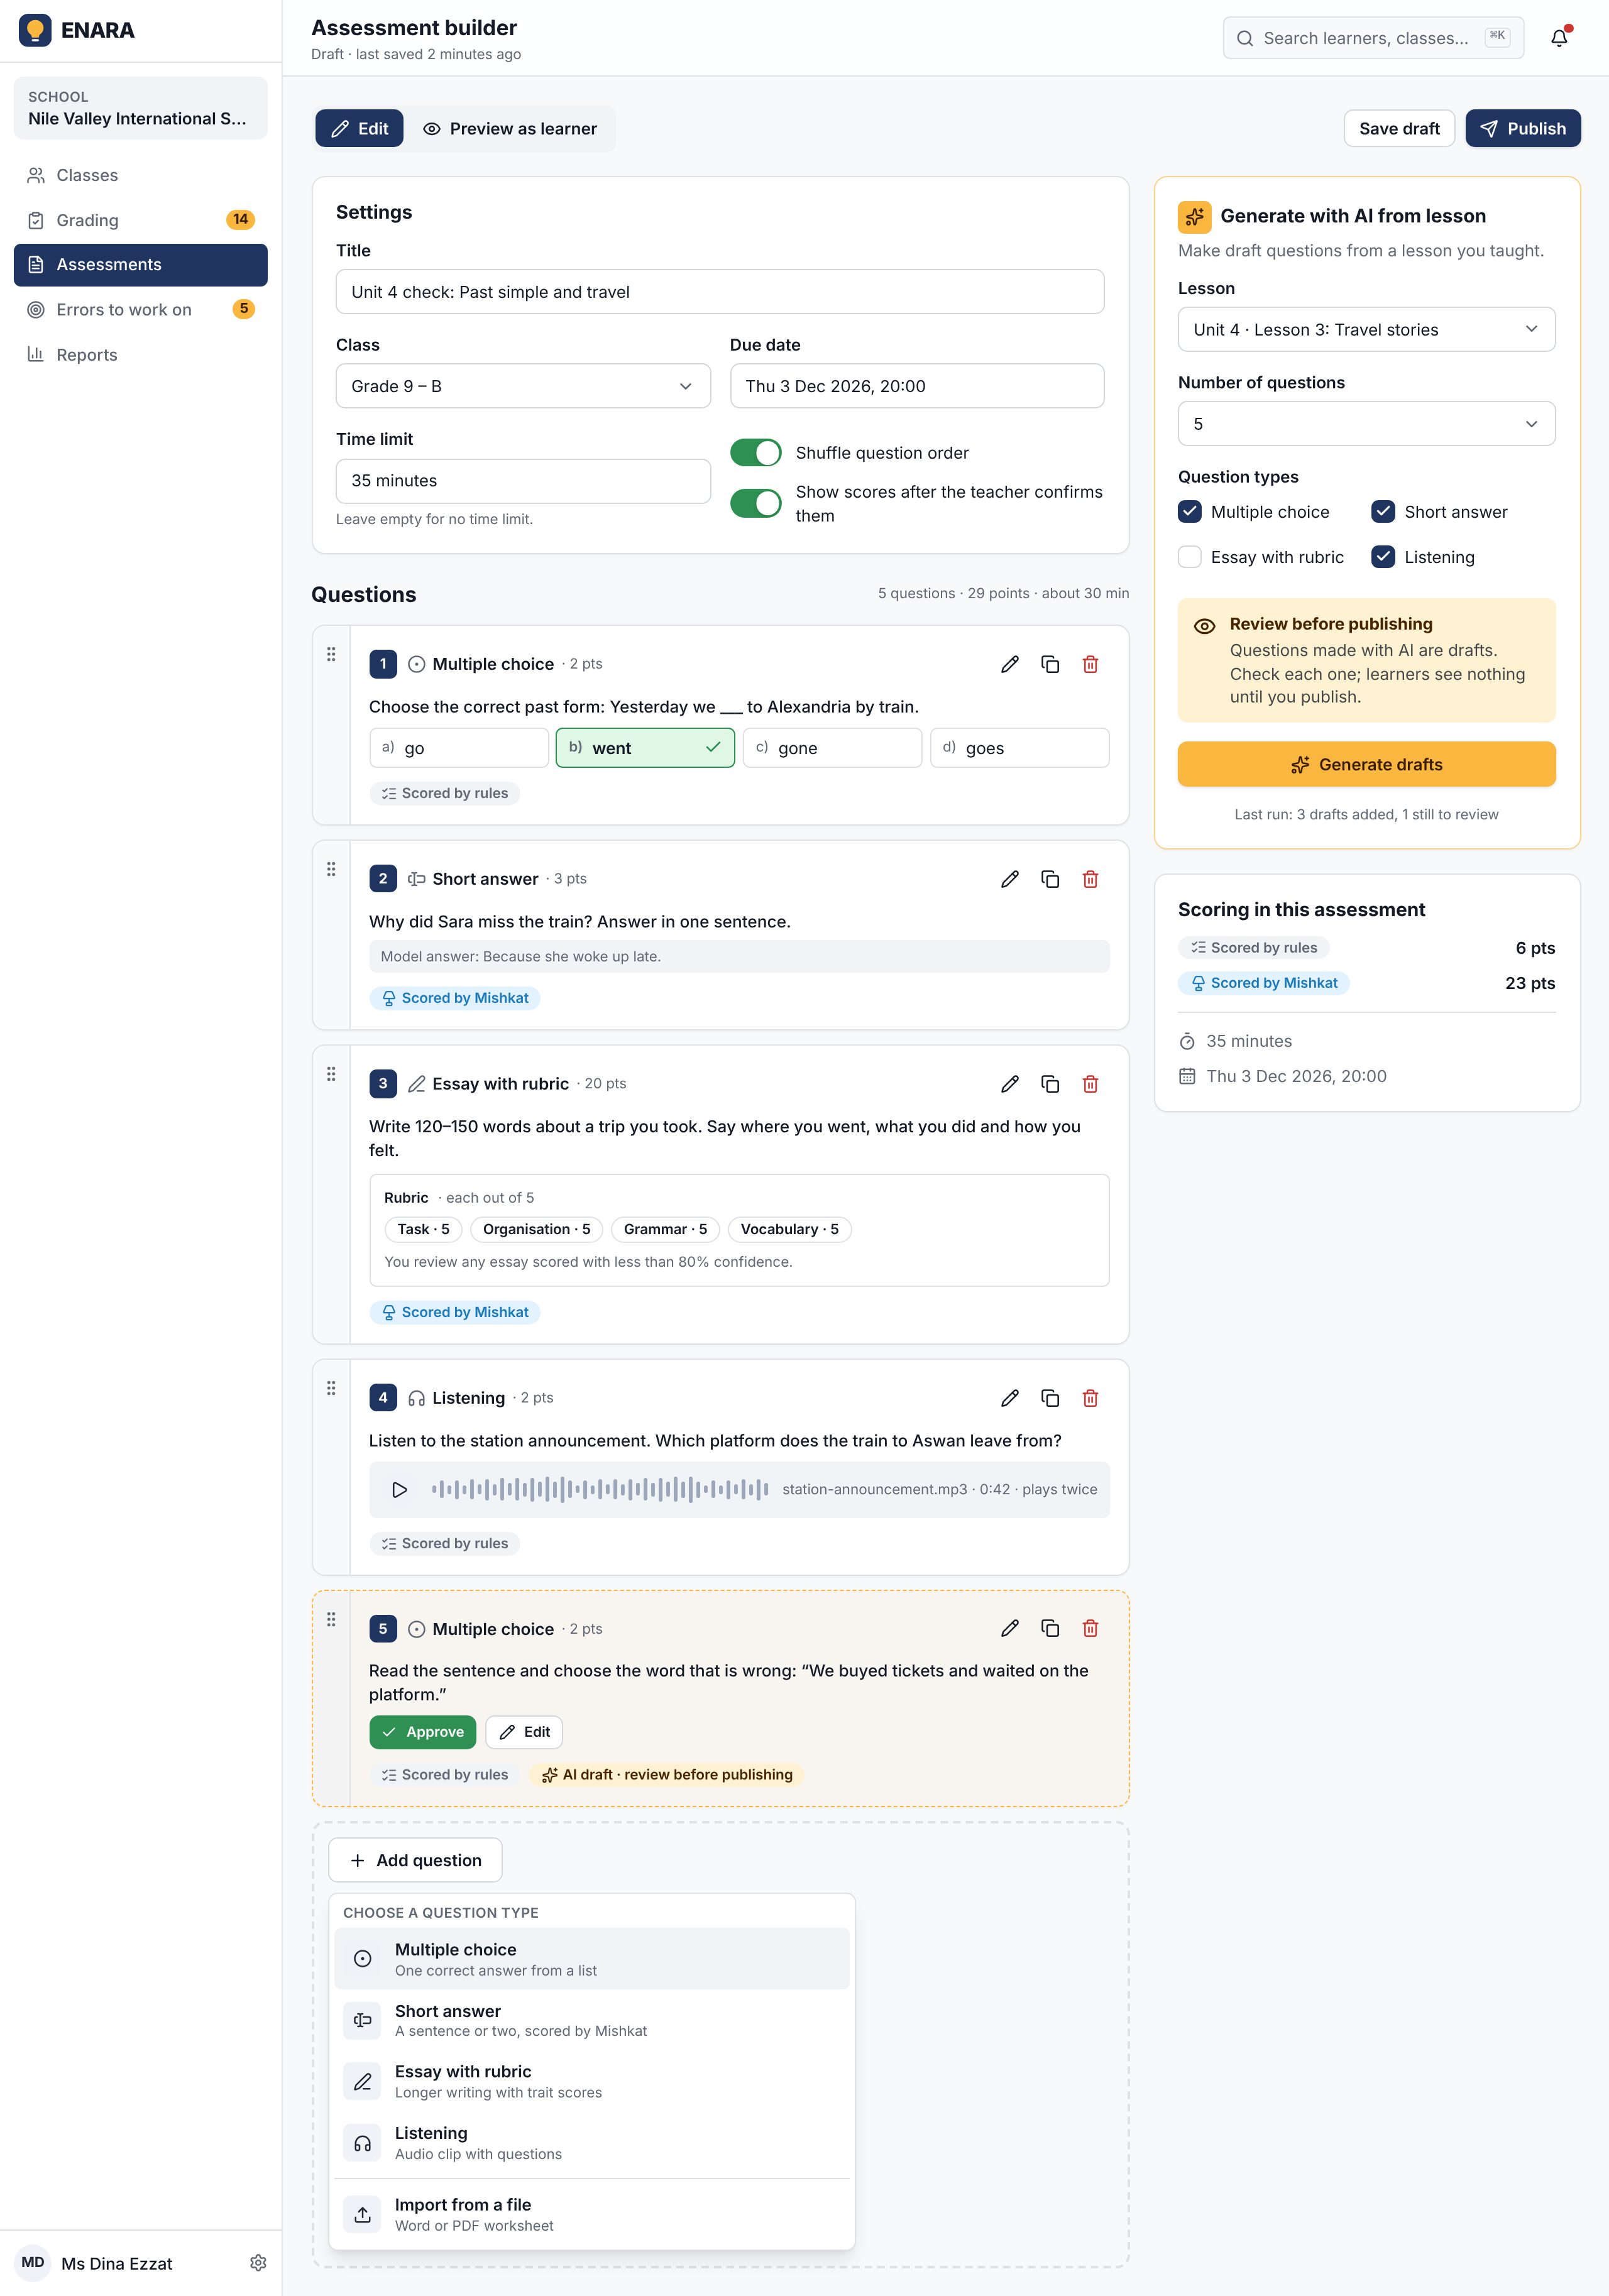 ENARA
SCHOOL
Nile Valley International S...
Classes
Grading 14
Assessments
Errors to work on 5
Reports
MD Ms Dina Ezzat
Assessment builder
Draft · last saved 2 minutes ago
Search learners, classes... ⌘K
Edit Preview as learner
Save draft Publish
Settings
Title
Unit 4 check: Past simple and travel
Class Due date
Grade 9 – B Thu 3 Dec 2026, 20:00
Time limit
35 minutes
Leave empty for no time limit.
Shuffle question order
Show scores after the teacher confirms
them
Questions 5 questions · 29 points · about 30 min
1 Multiple choice · 2 pts
Choose the correct past form: Yesterday we ___ to Alexandria by train.
a) go b) went c) gone d) goes
Scored by rules
2 Short answer · 3 pts
Why did Sara miss the train? Answer in one sentence.
Model answer: Because she woke up late.
Scored by Mishkat
3 Essay with rubric · 20 pts
Write 120–150 words about a trip you took. Say where you went, what you did and how you
felt.
Rubric · each out of 5
Task · 5 Organisation · 5 Grammar · 5 Vocabulary · 5
You review any essay scored with less than 80% confidence.
Scored by Mishkat
4 Listening · 2 pts
Listen to the station announcement. Which platform does the train to Aswan leave from?
station-announcement.mp3 · 0:42 · plays twice
Scored by rules
5 Multiple choice · 2 pts
Read the sentence and choose the word that is wrong: “We buyed tickets and waited on the
platform.”
Approve Edit
Scored by rules AI draft · review before publishing
Add question
CHOOSE A QUESTION TYPE
Multiple choice
One correct answer from a list
Short answer
A sentence or two, scored by Mishkat
Essay with rubric
Longer writing with trait scores
Listening
Audio clip with questions
Import from a file
Word or PDF worksheet
Generate with AI from lesson
Make draft questions from a lesson you taught.
Lesson
Unit 4 · Lesson 3: Travel stories
Number of questions
5
Question types
Multiple choice Short answer
Essay with rubric Listening
Review before publishing
Questions made with AI are drafts.
Check each one; learners see nothing
until you publish.
Generate drafts
Last run: 3 drafts added, 1 still to review
Scoring in this assessment
Scored by rules 6 pts
Scored by Mishkat 23 pts
35 minutes
Thu 3 Dec 2026, 20:00